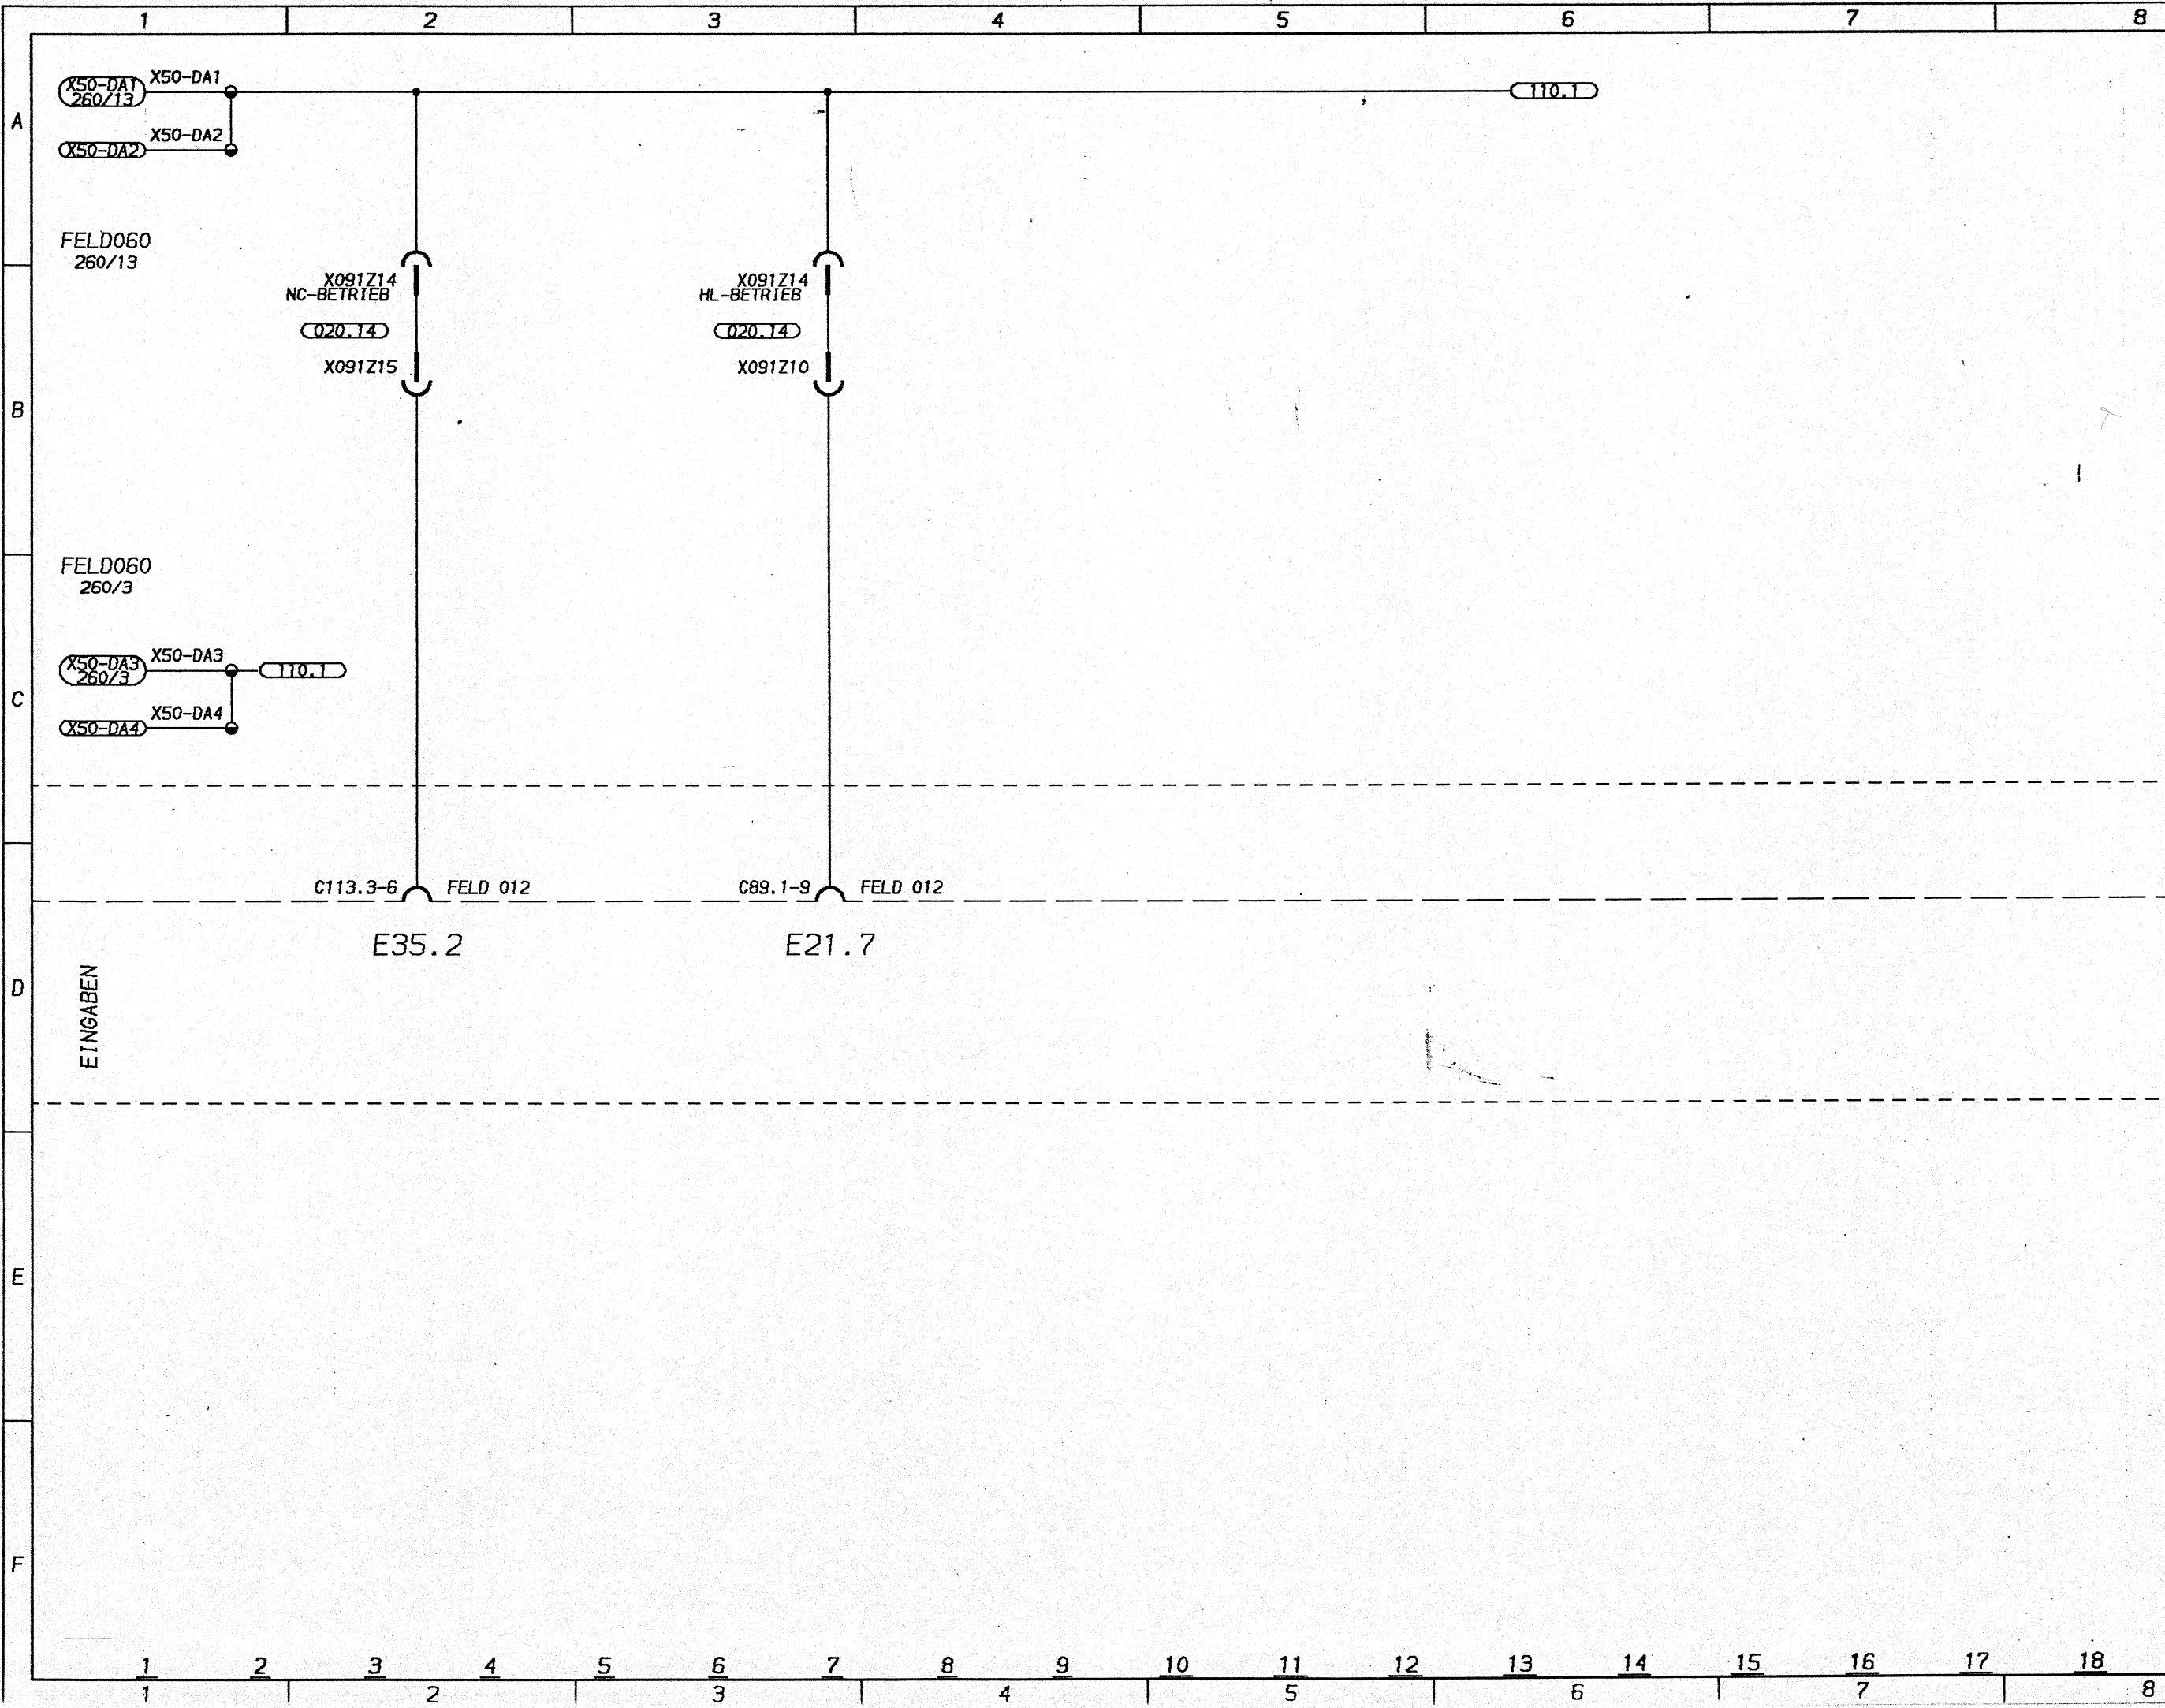 1 2 3 4 5 6 7 8
A
X50-DA1
260/13
X50-DA1
110.1
X50-DA2
X50-DA2
FELD060
260/13
X091Z14
NC-BETRIEB
020.14
X091Z15
X091Z14
HL-BETRIEB
020.14
X091Z10
B
FELD060
260/3
X50-DA3
260/3
X50-DA3
110.1
C
X50-DA4
X50-DA4
C113.3-6 FELD 012
C89.1-9 FELD 012
E35.2
E21.7
D
EINGABEN
E
F
1 2 3 4 5 6 7 8 9 10 11 12 13 14 15 16 17 18
1 2 3 4 5 6 7 8